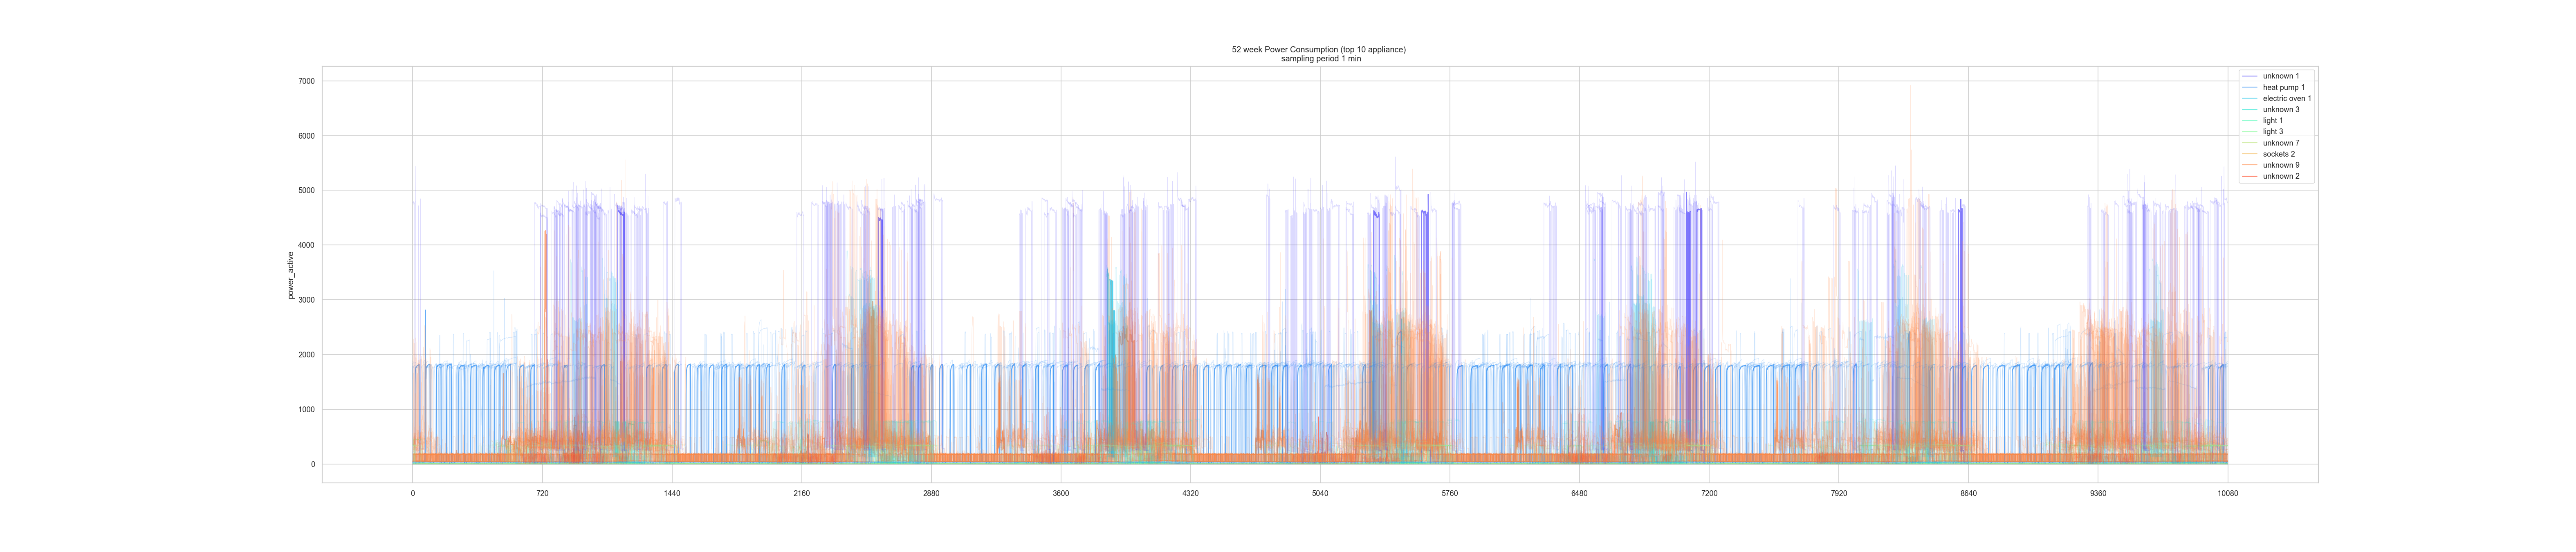 52 week Power Consumption (top 10 appliance)
sampling period 1 min
7000
6000
5000
4000
3000
2000
1000
0
power_active
0 720 1440 2160 2880 3600 4320 5040 5760 6480 7200 7920 8640 9360 10080
unknown 1
heat pump 1
electric oven 1
unknown 3
light 1
light 3
unknown 7
sockets 2
unknown 9
unknown 2